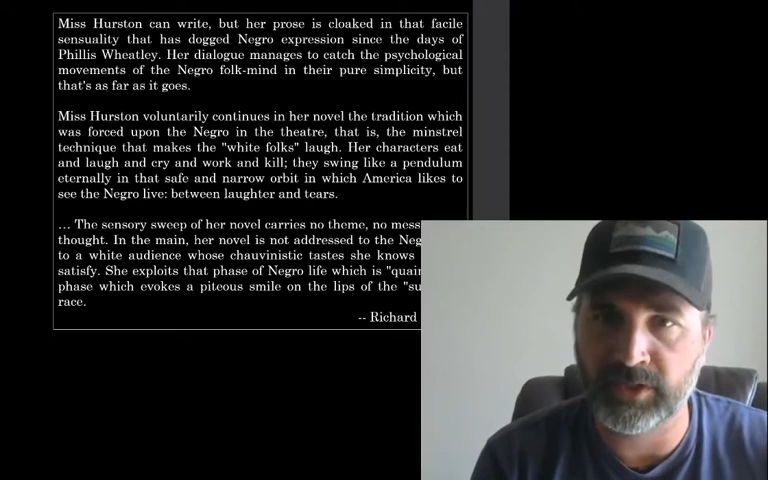 Miss Hurston can write, but her prose is cloaked in that facile
sensuality that has dogged Negro expression since the days of
Phillis Wheatley. Her dialogue manages to catch the psychological
movements of the Negro folk-mind in their pure simplicity, but
that's as far as it goes.
Miss Hurston voluntarily continues in her novel the tradition which
was forced upon the Negro in the theatre, that is, the minstrel
technique that makes the "white folks" laugh. Her characters eat
and laugh and cry and work and kill; they swing like a pendulum
eternally in that safe and narrow orbit in which America likes to
see the Negro live: between laughter and tears.
... The sensory sweep of her novel carries no theme, no
thought. In the main, her novel is not addressed to the
to a white audience whose chauvinistic tastes she knows
satisfy. She exploits that phase of Negro life which is
phase which evokes a piteous smile on the lips of the
race.
-- Richard